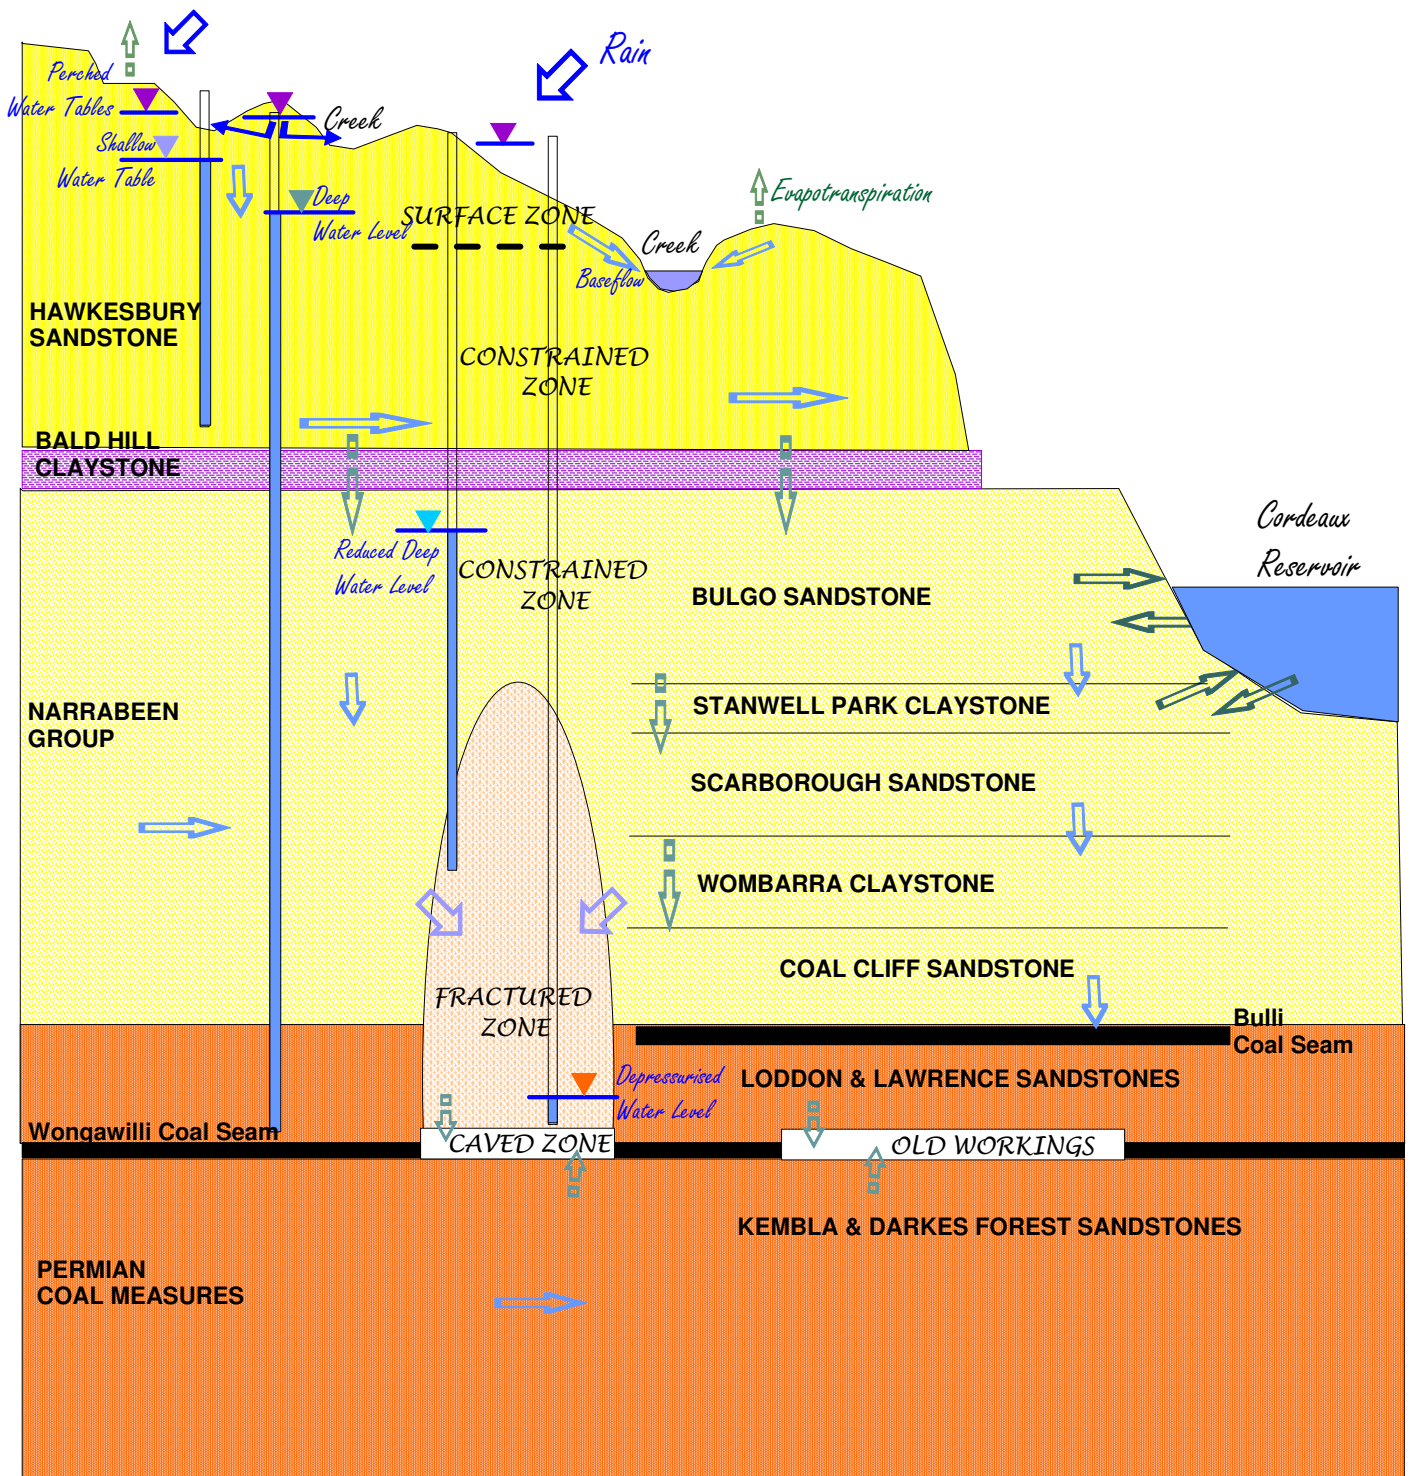 Rain
Perched
Water Tables
Creek
Shallow
Water Table
Deep
Water Level
SURFACE ZONE
Evapotranspiration
Creek
Baseflow
HAWKESBURY
SANDSTONE
CONSTRAINED
ZONE
BALD HILL
CLAYSTONE
Cordeaux
Reservoir
Reduced Deep
Water Level
CONSTRAINED
ZONE
BULGO SANDSTONE
STANWELL PARK CLAYSTONE
NARRABEEN
GROUP
SCARBOROUGH SANDSTONE
WOMBARRA CLAYSTONE
COAL CLIFF SANDSTONE
FRACTURED
ZONE
Bulli
Coal Seam
Depressurised
Water Level
LODDON & LAWRENCE SANDSTONES
Wongawilli Coal Seam
CAVED ZONE
OLD WORKINGS
KEMBLA & DARKES FOREST SANDSTONES
PERMIAN
COAL MEASURES